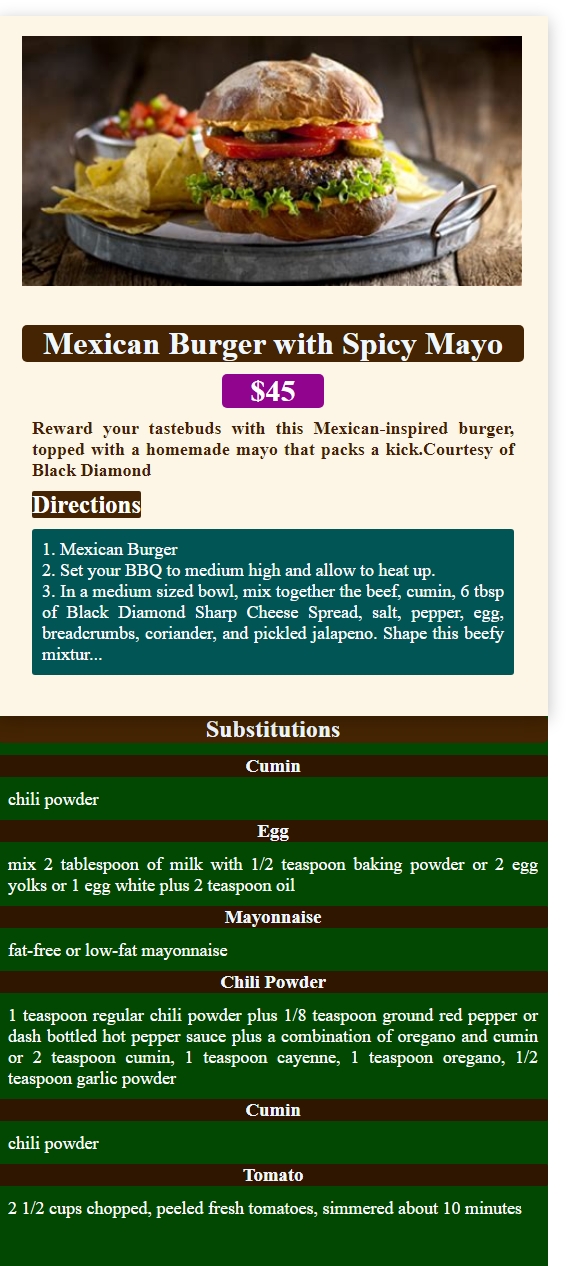 Mexican Burger with Spicy Mayo
$45
Reward your tastebuds with this Mexican-inspired burger,
topped with a homemade mayo that packs a kick.Courtesy of
Black Diamond
Directions
1. Mexican Burger
2. Set your BBQ to medium high and allow to heat up.
3. In a medium sized bowl, mix together the beef, cumin, 6 tbsp
of Black Diamond Sharp Cheese Spread, salt, pepper, egg,
breadcrumbs, coriander, and pickled jalapeno. Shape this beefy
mixtur...
Substitutions
Cumin
chili powder
Egg
mix 2 tablespoon of milk with 1/2 teaspoon baking powder or 2 egg
yolks or 1 egg white plus 2 teaspoon oil
Mayonnaise
fat-free or low-fat mayonnaise
Chili Powder
1 teaspoon regular chili powder plus 1/8 teaspoon ground red pepper or
dash bottled hot pepper sauce plus a combination of oregano and cumin
or 2 teaspoon cumin, 1 teaspoon cayenne, 1 teaspoon oregano, 1/2
teaspoon garlic powder
Cumin
chili powder
Tomato
2 1/2 cups chopped, peeled fresh tomatoes, simmered about 10 minutes